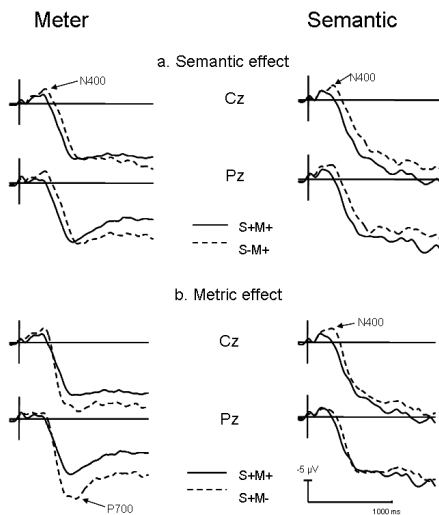 Meter Semantic
a. Semantic effect
N400 N400
Cz
Pz
S+M+
S-M+
b. Metric effect
N400
Cz
Pz
S+M+
S+M-
-5 μV
P700
1000 ms